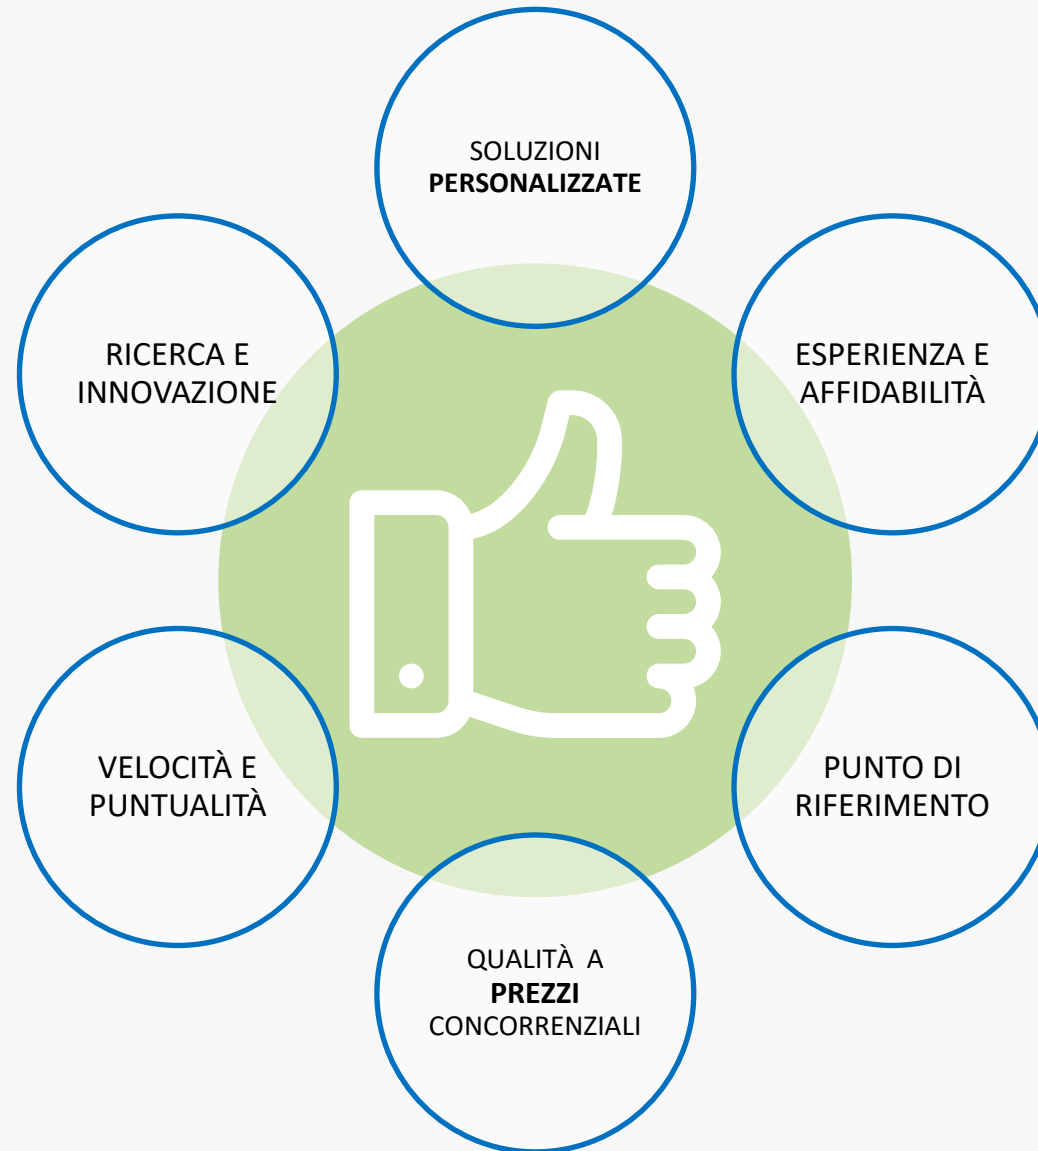 SOLUZIONI
PERSONALIZZATE
RICERCA E
INNOVAZIONE
ESPERIENZA E
AFFIDABILITÀ
VELOCITÀ E
PUNTUALITÀ
PUNTO DI
RIFERIMENTO
QUALITÀ  A
PREZZI
CONCORRENZIALI